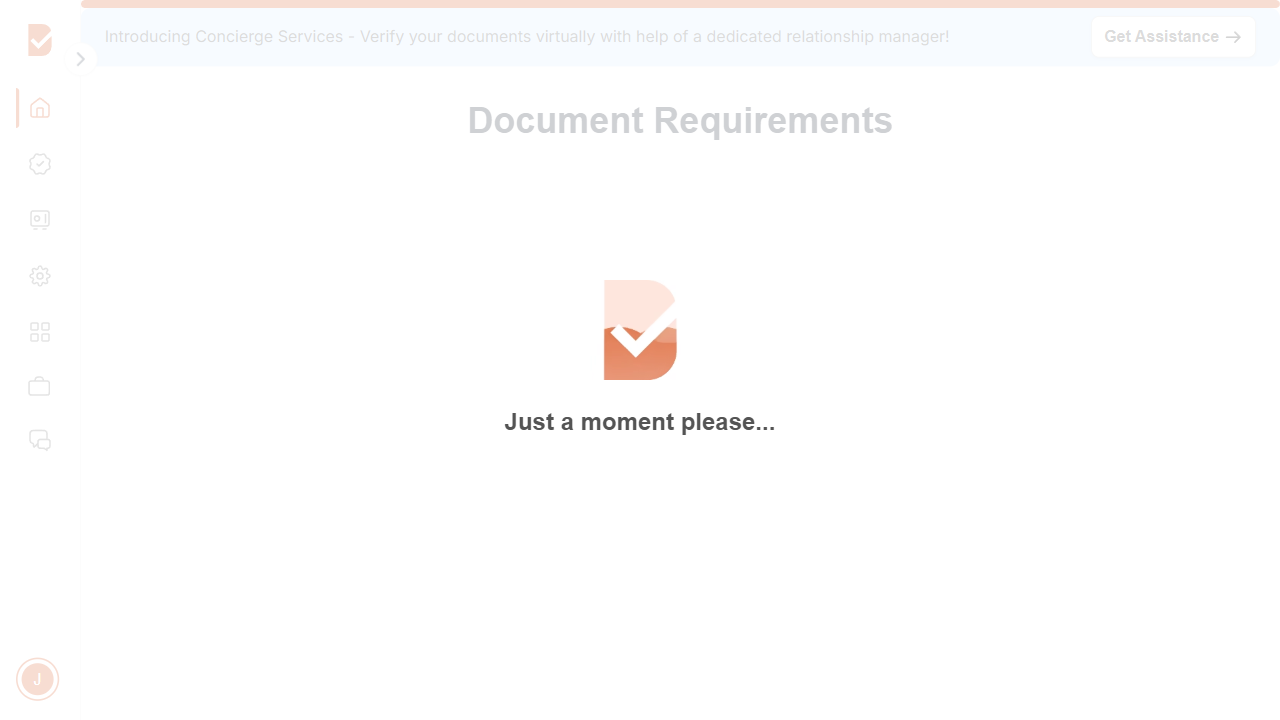 Introducing Concierge Services - Verify your documents virtually with help of a dedicated relationship manager!
Get Assistance
Document Requirements
Just a moment please...
J